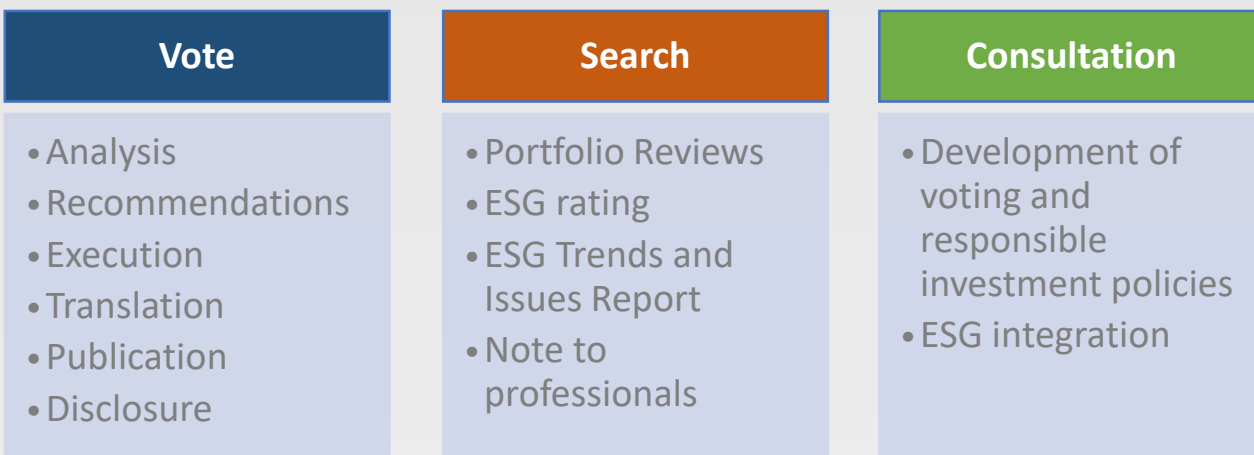 Vote
• Analysis
• Recommendations
• Execution
• Translation
• Publication
• Disclosure
Search
• Portfolio Reviews
• ESG rating
• ESG Trends and
Issues Report
• Note to
professionals
Consultation
• Development of
voting and
responsible
investment policies
• ESG integration